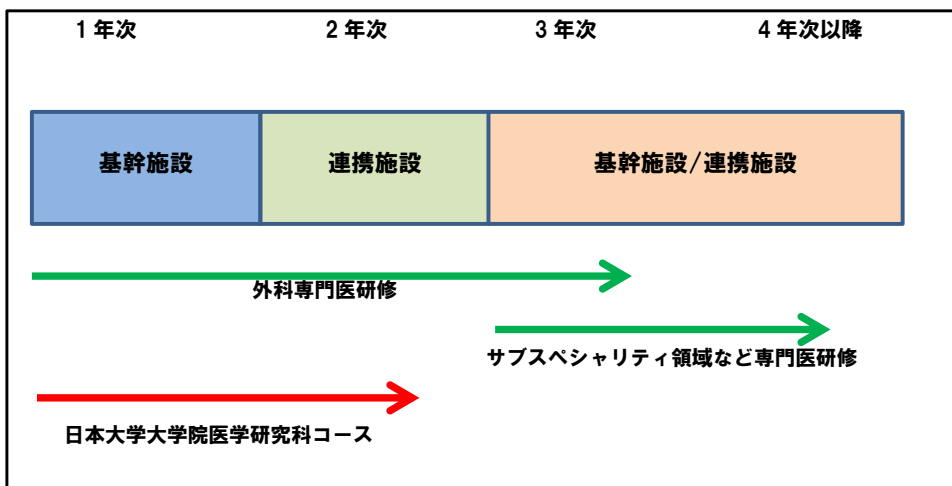 1年次 2年次 3年次 4年次以降
基幹施設 連携施設 基幹施設/連携施設
外科専門医研修
サブスペシャリティ領域など専門医研修
日本大学大学院医学研究科コース